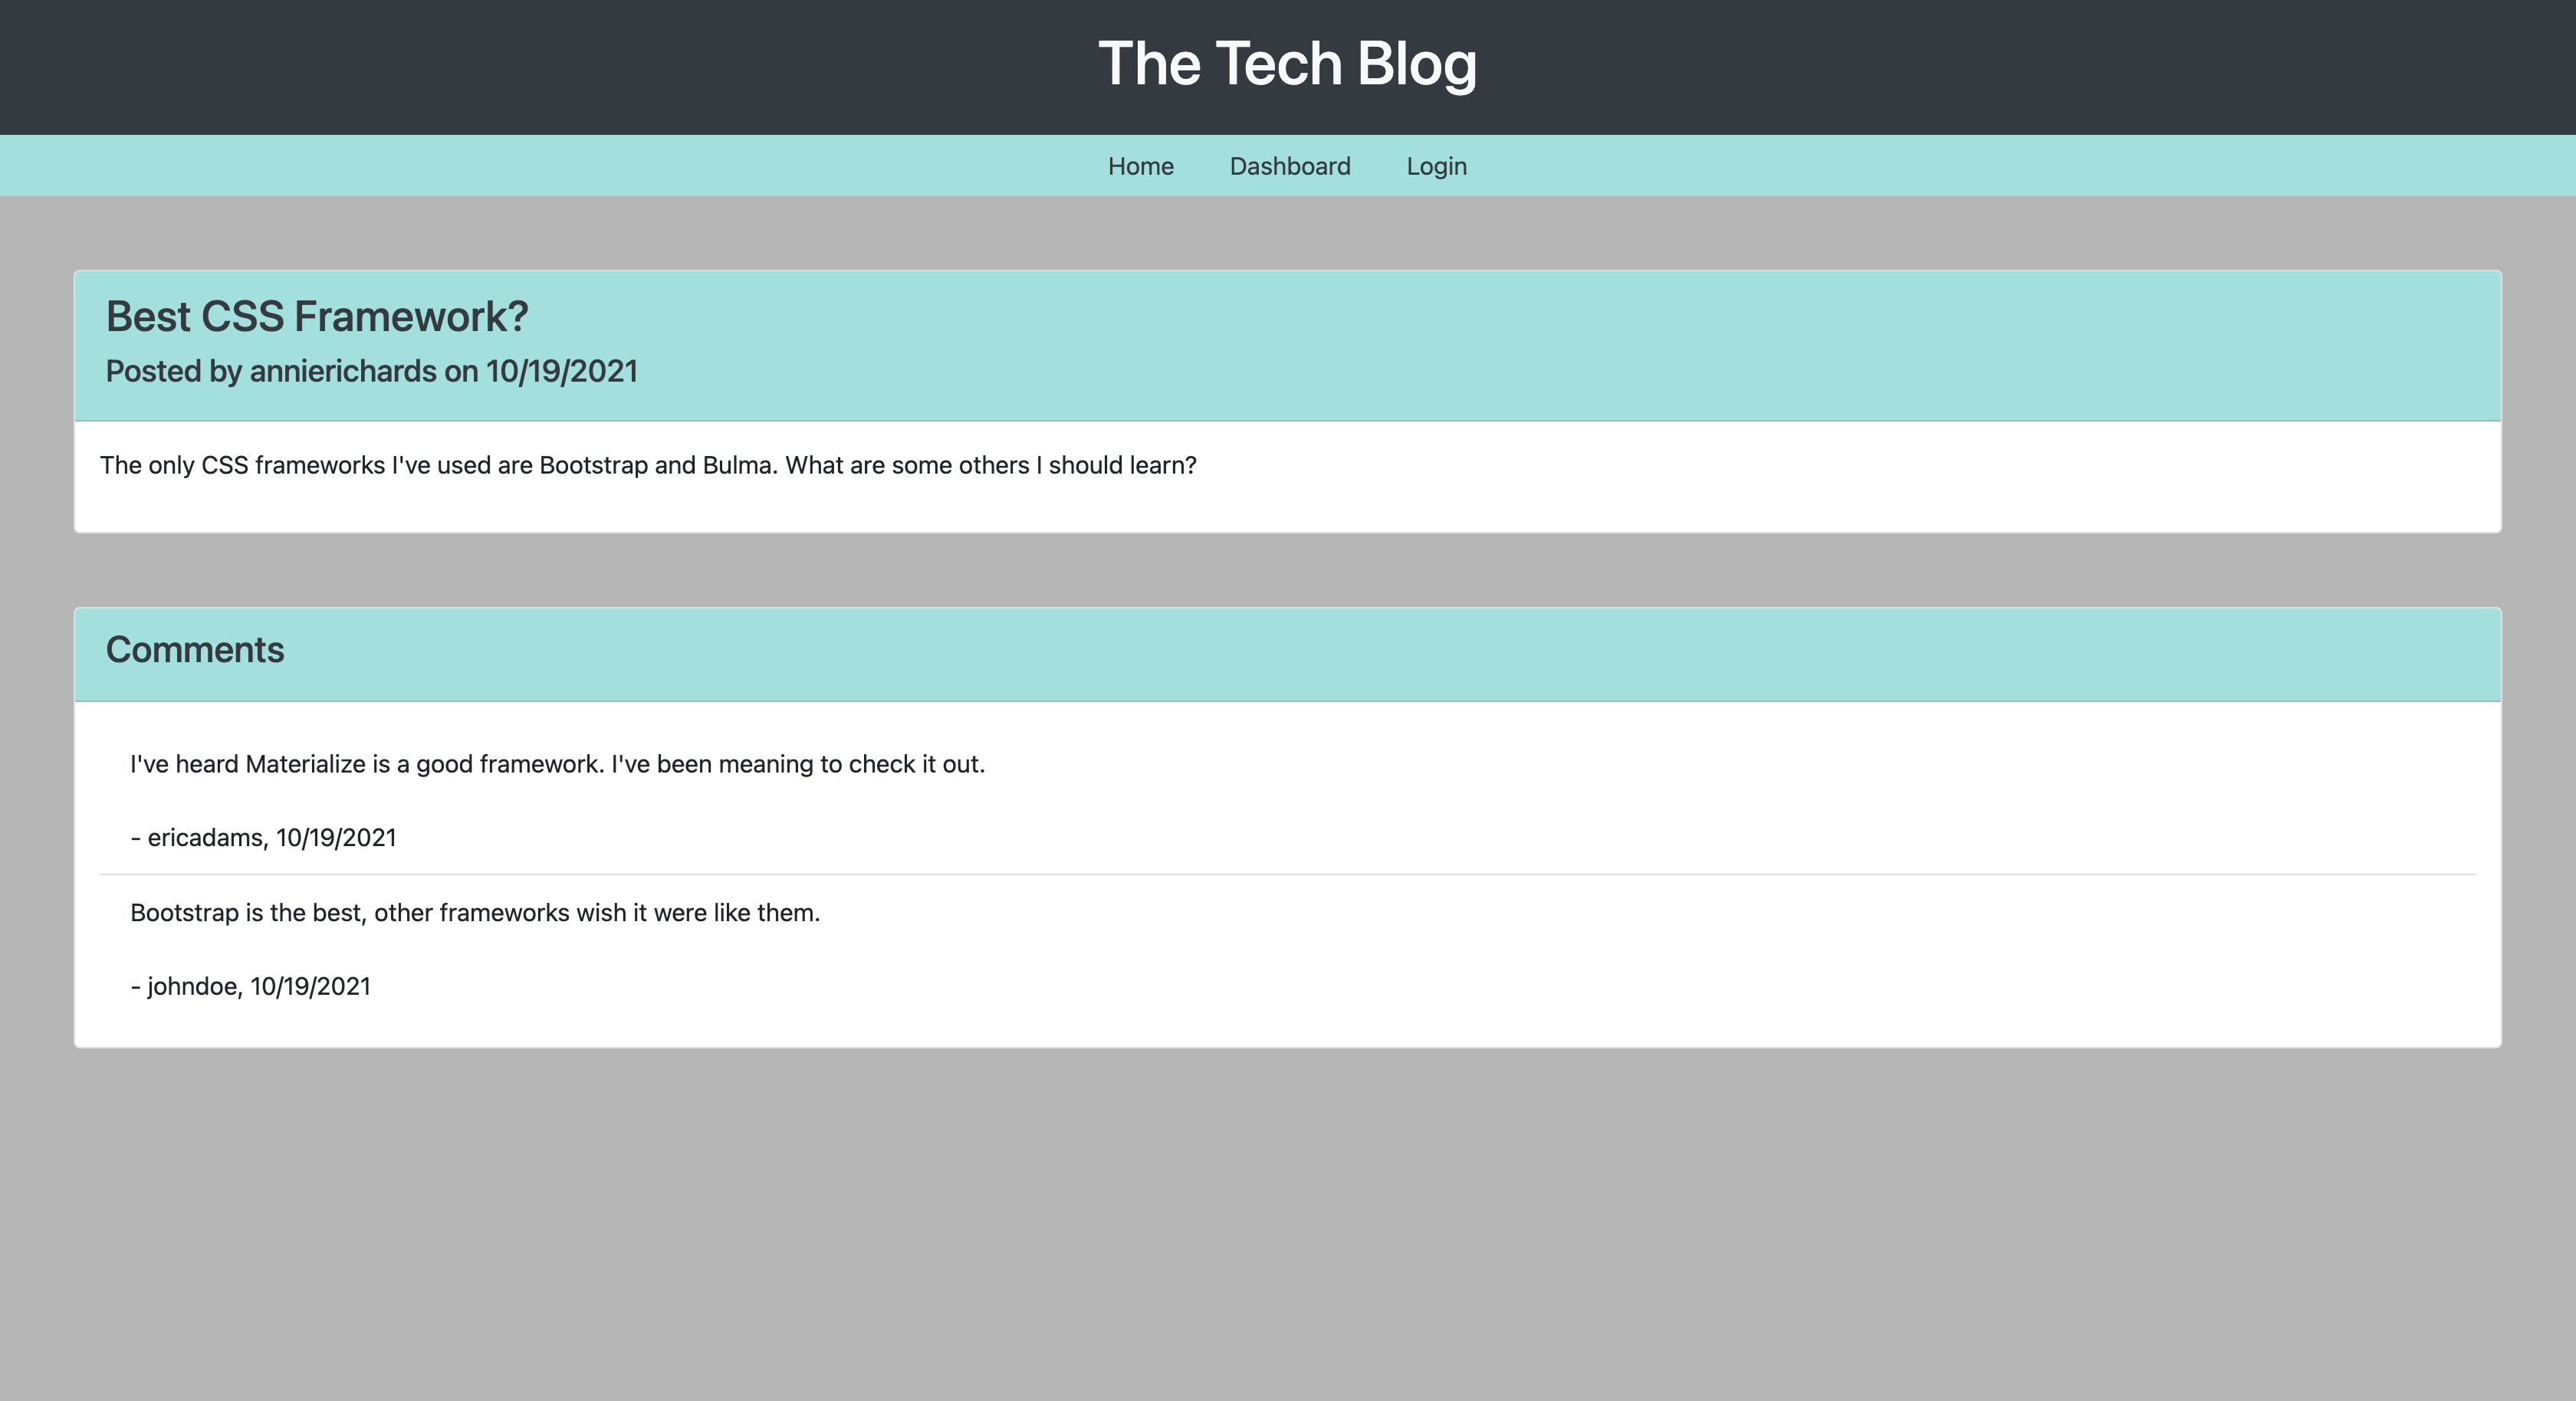 The Tech Blog
Home Dashboard Login
Best CSS Framework?
Posted by annierichards on 10/19/2021
The only CSS frameworks I've used are Bootstrap and Bulma. What are some others I should learn?
Comments
I've heard Materialize is a good framework. I've been meaning to check it out.
- ericadams, 10/19/2021
Bootstrap is the best, other frameworks wish it were like them.
- johndoe, 10/19/2021